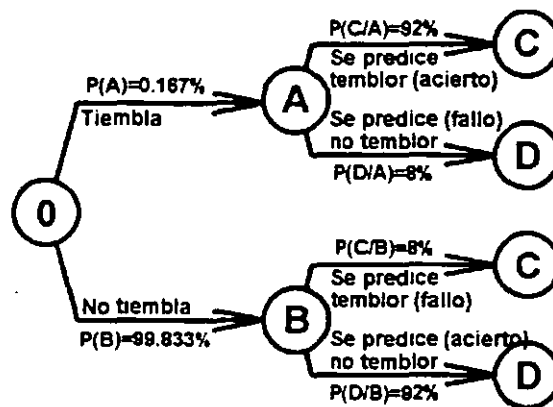 P(C/A)=92%
C
Se predice
temblor (acierto)
P(A)=0.167%
Tiembla
A
Se predice (fallo)
no temblor
D
P(D/A)=8%
0
P(C/B)=8%
C
Se predice
temblor (fallo)
No tiembla
P(B)=99.833%
B
Se predice (acierto)
no temblor
D
P(D/B)=92%